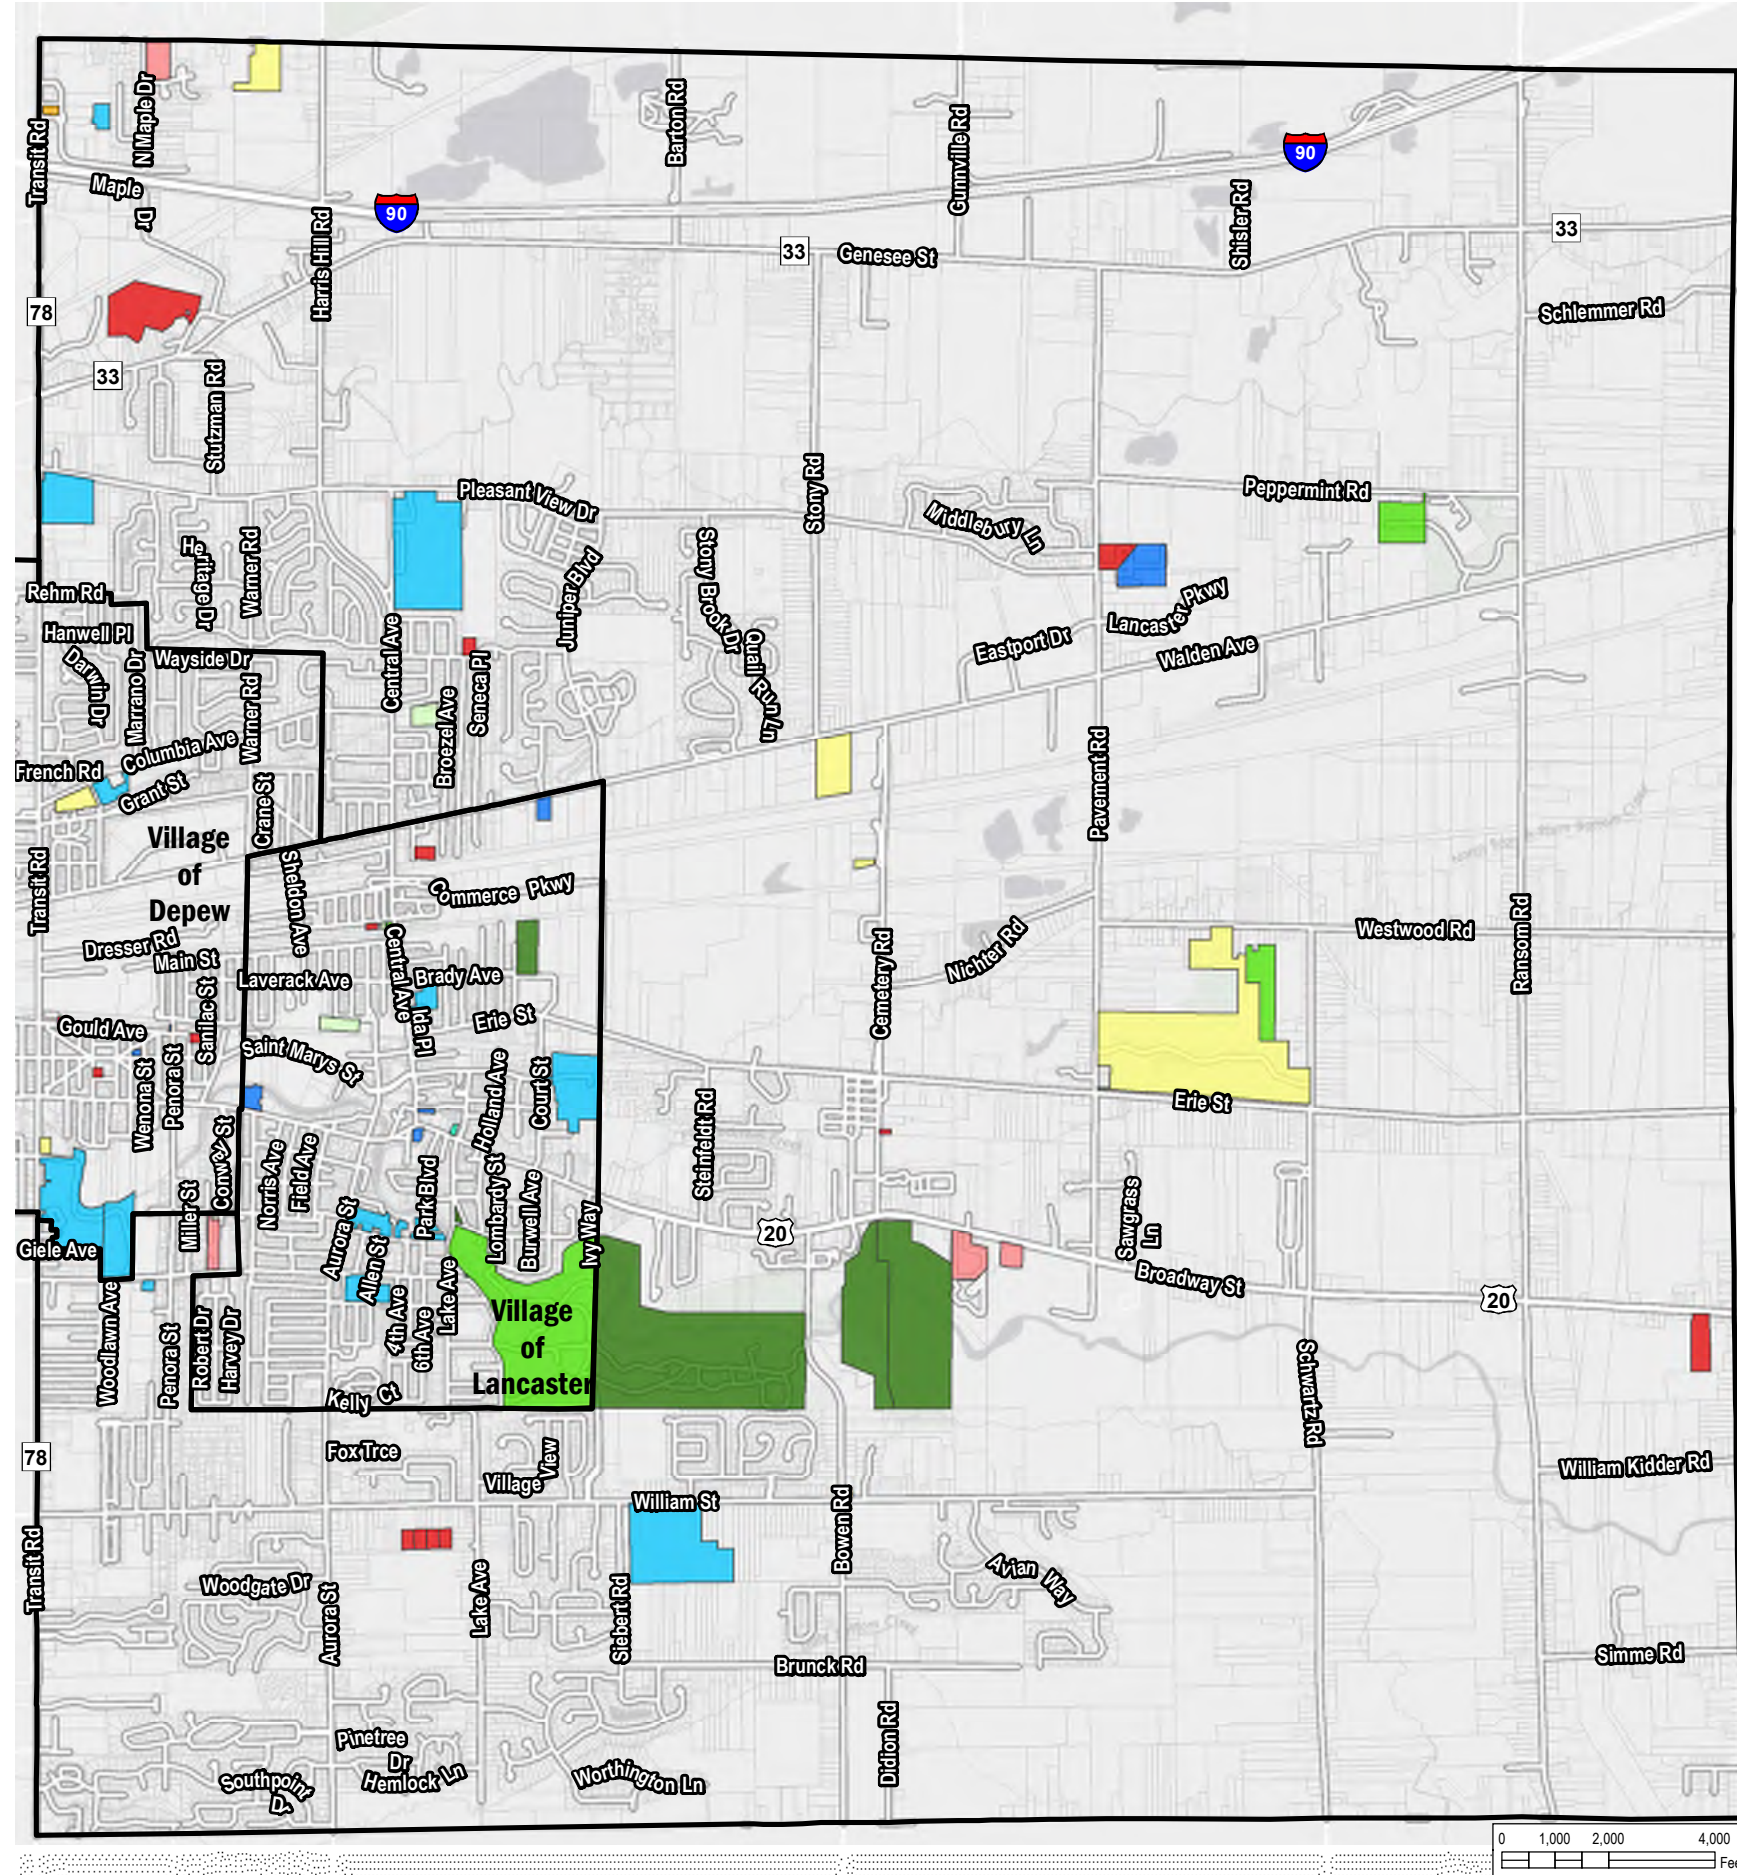 N Maple Dr
Transit Rd
Maple
Dr
90
Harris Hill Rd
Barton Rd
Gunnville Rd
90
Shisler Rd
33
33
Genesee St
78
Schlemmer Rd
33
Stutzman Rd
Pleasant View Dr
Stony Rd
Middlebury Ln
Peppermint Rd
Heritage Dr
Warner Rd
Juniper Blvd
Stony Brook Dr
Quail Run Ln
Rehm Rd
Hanwell Pl
Darwin Dr
Marrano Dr
Wayside Dr
Warner Rd
Central Ave
Seneca Pl
Broezel Ave
Eastport Dr
Lancaster Pkwy
Walden Ave
Columbia Ave
French Rd
Grant St
Crane St
Pavement Rd
Village
of
Depew
Transit Rd
Sheldon Ave
Commerce Pkwy
Dresser Rd
Main St
Central Ave
Laverack Ave
Brady Ave
Cemetery Rd
Nichter Rd
Westwood Rd
Ransom Rd
Sanilac St
Gould Ave
Ida Pl
Erie St
Saint Marys St
Wenona St
Penora St
Holland Ave
Court St
Steinfeldt Rd
Erie St
Conway St
Norris Ave
Field Ave
Park Blvd
Lombardy St
Burwell Ave
Ivy Way
Miller St
Aurora St
Allen St
20
Sawgrass
Ln
Giele Ave
Broadway St
20
Woodlawn Ave
Penora St
Robert Dr
Harvey Dr
4th Ave
6th Ave
Lake Ave
Village
of
Lancaster
Kelly Ct
Schwartz Rd
78
Fox Trce
Village View
William St
Bowen Rd
William Kidder Rd
Transit Rd
Woodgate Dr
Aurora St
Lake Ave
Siebert Rd
Avian Way
Brunck Rd
Simme Rd
Didion Rd
Pinetree
Dr
Hemlock Ln
Southpoint
Dr
Worthington Ln
0 1,000 2,000 4,000